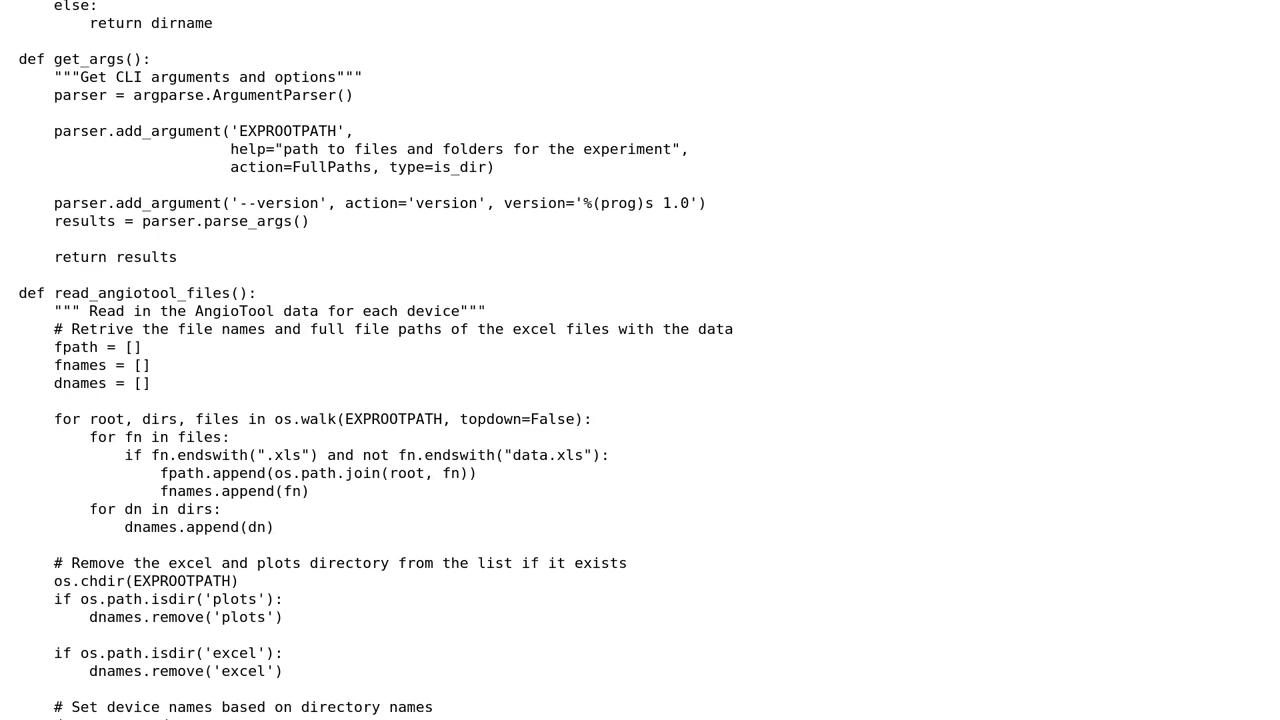 else:
        return dirname

def get_args():
    """Get CLI arguments and options"""
    parser = argparse.ArgumentParser()

    parser.add_argument('EXPROOTPATH',
                        help="path to files and folders for the experiment",
                        action=FullPaths, type=is_dir)

    parser.add_argument('--version', action='version', version='%(prog)s 1.0')
    results = parser.parse_args()

    return results

def read_angiotool_files():
    """ Read in the AngioTool data for each device"""
    # Retrive the file names and full file paths of the excel files with the data
    fpath = []
    fnames = []
    dnames = []

    for root, dirs, files in os.walk(EXPROOTPATH, topdown=False):
        for fn in files:
            if fn.endswith(".xls") and not fn.endswith("data.xls"):
                fpath.append(os.path.join(root, fn))
                fnames.append(fn)
        for dn in dirs:
            dnames.append(dn)

    # Remove the excel and plots directory from the list if it exists
    os.chdir(EXPROOTPATH)
    if os.path.isdir('plots'):
        dnames.remove('plots')

    if os.path.isdir('excel'):
        dnames.remove('excel')

    # Set device names based on directory names